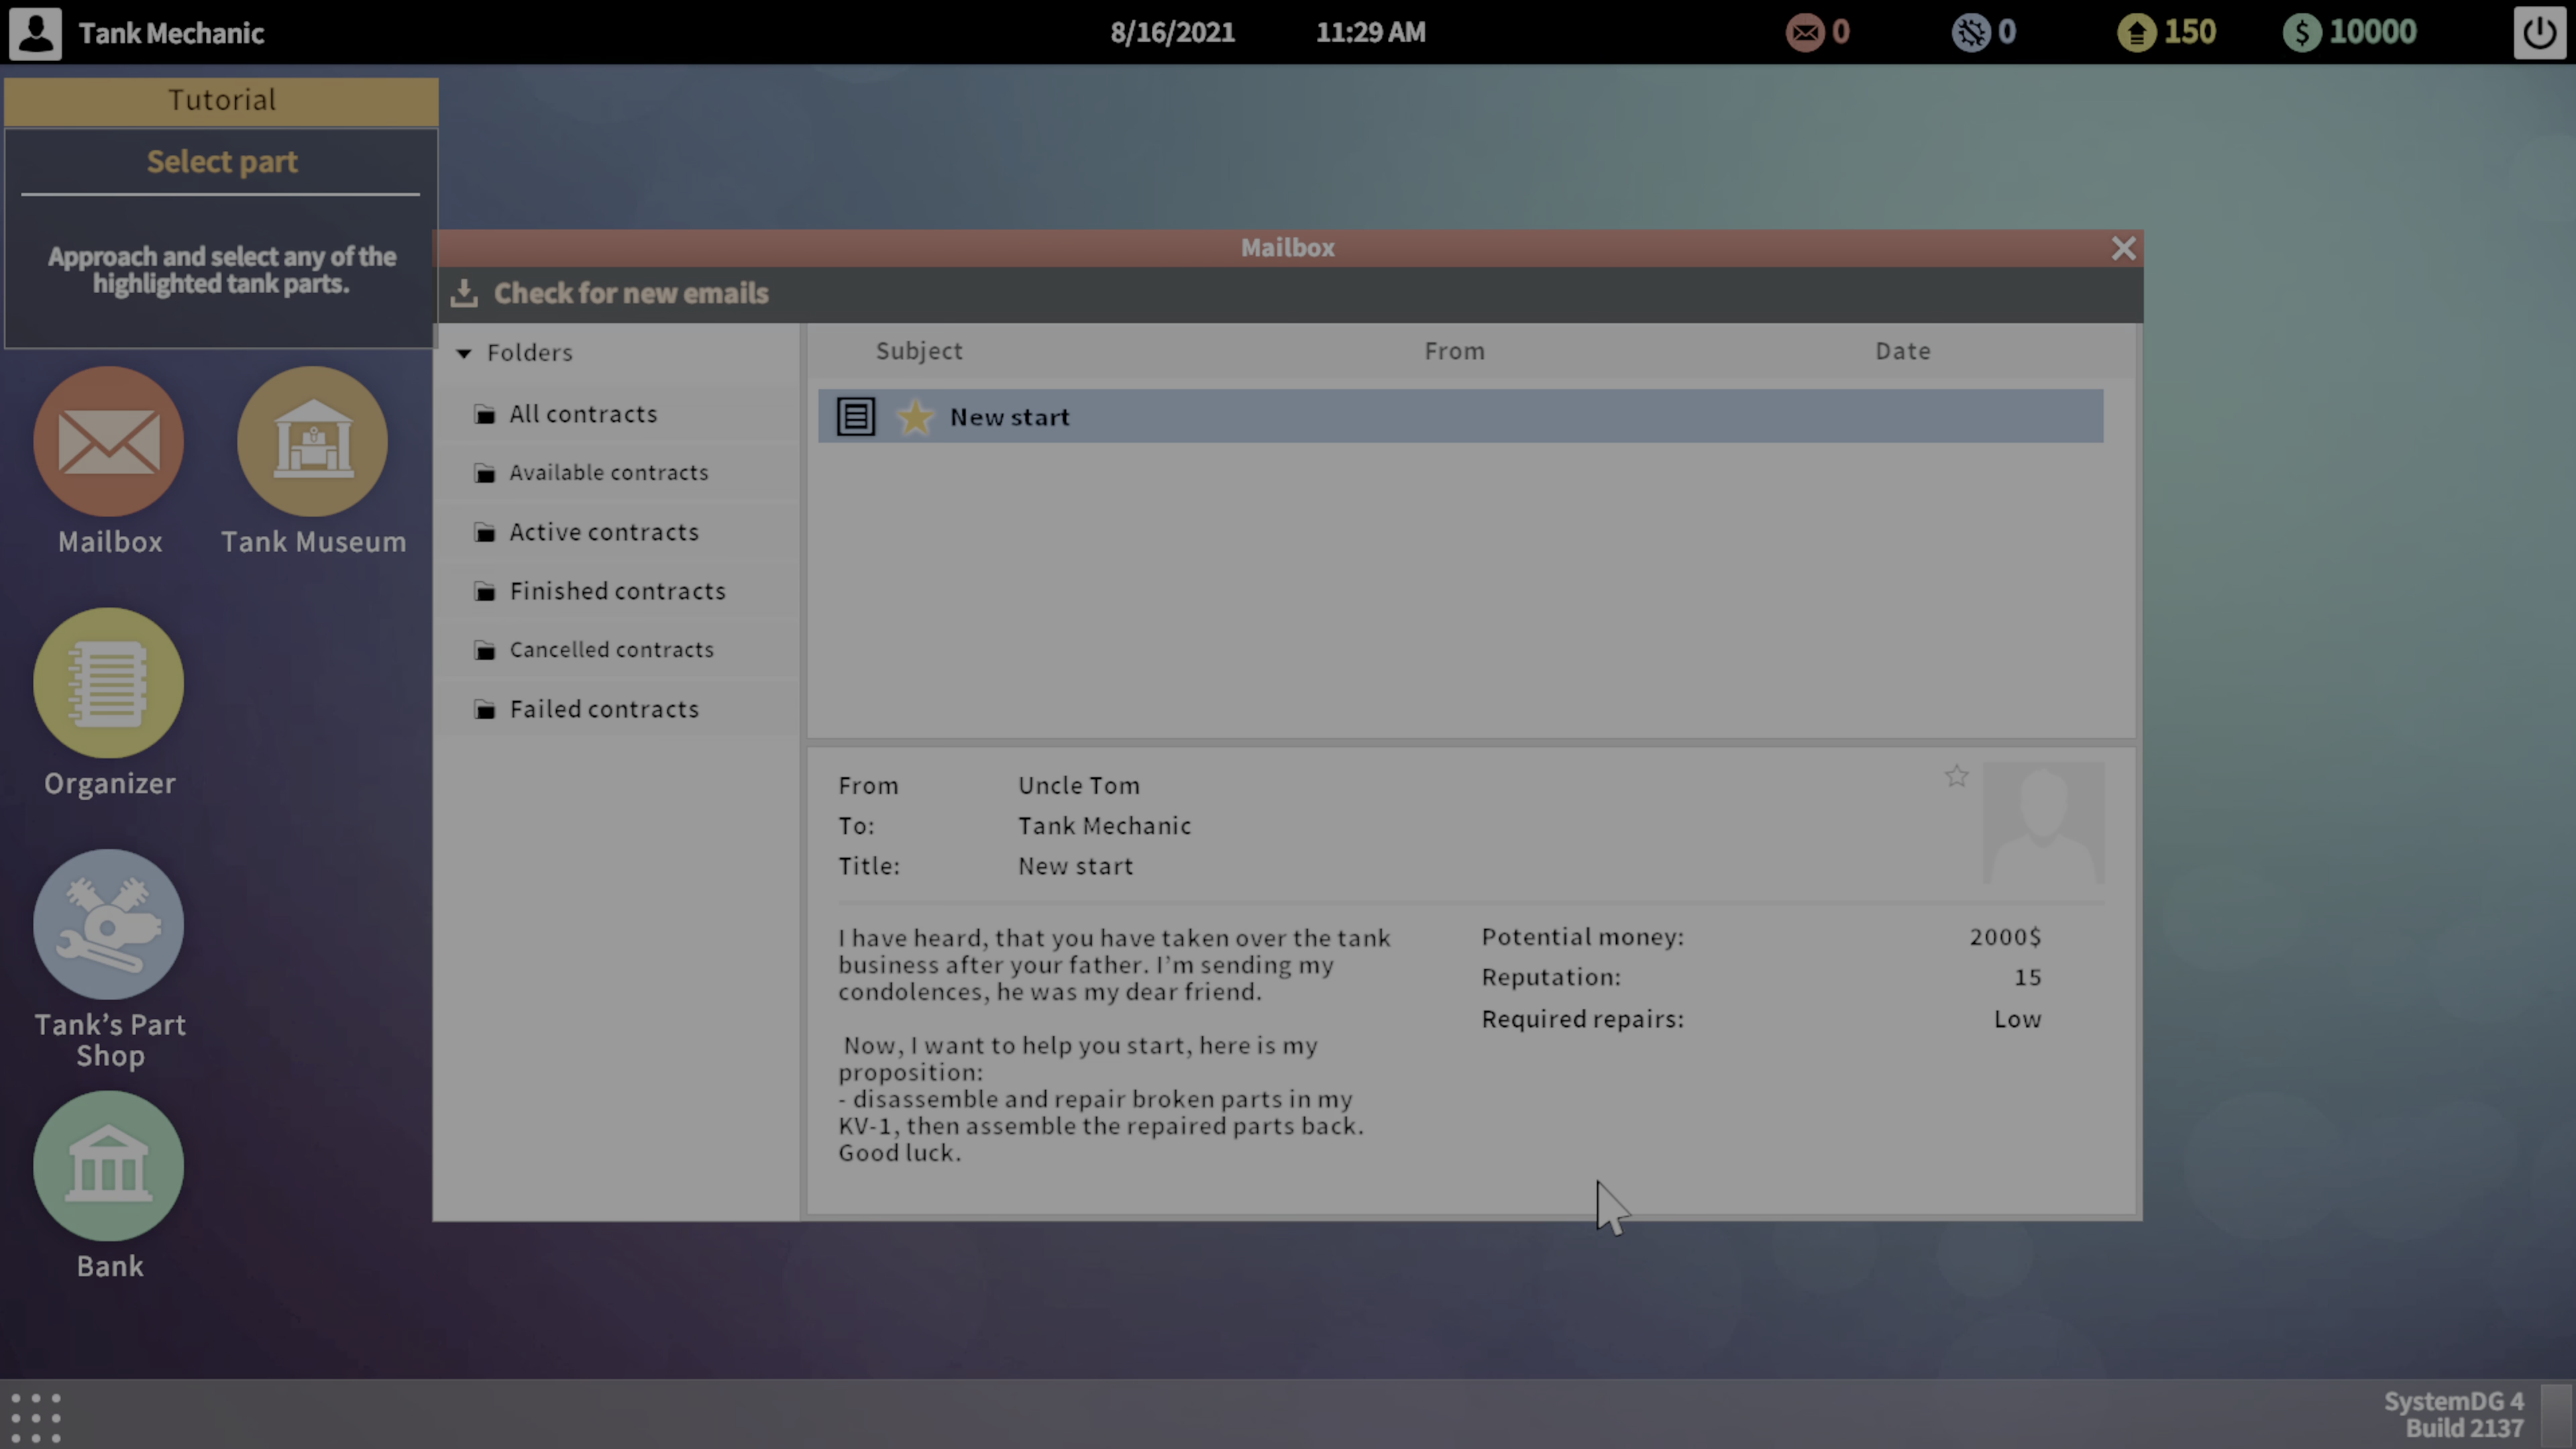 Tank Mechanic
8/16/2021
11:29 AM
0
0
150
10000
Tutorial
Select part
Approach and select any of the
highlighted tank parts.
Mailbox
Tank Museum
Organizer
Tank's Part
Shop
Bank
Mailbox
Check for new emails
Folders
All contracts
Available contracts
Active contracts
Finished contracts
Cancelled contracts
Failed contracts
Subject From Date
New start
From Uncle Tom
To: Tank Mechanic
Title: New start
I have heard, that you have taken over the tank
business after your father. I'm sending my
condolences, he was my dear friend.
Now, I want to help you start, here is my
proposition:
- disassemble and repair broken parts in my
KV-1, then assemble the repaired parts back.
Good luck.
Potential money: 2000$
Reputation: 15
Required repairs: Low
SystemDG 4
Build 2137